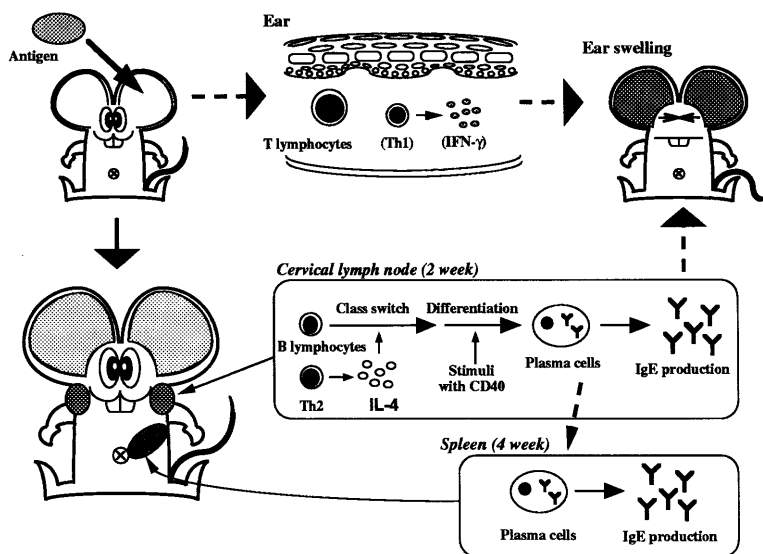 Ear
Antigen
Ear swelling
T lymphocytes
(Th1)
(IFN-γ)
Cervical lymph node (2 week)
Class switch
Differentiation
B lymphocytes
Th2
IL-4
Stimuli
with CD40
Plasma cells
IgE production
Spleen (4 week)
Plasma cells
IgE production